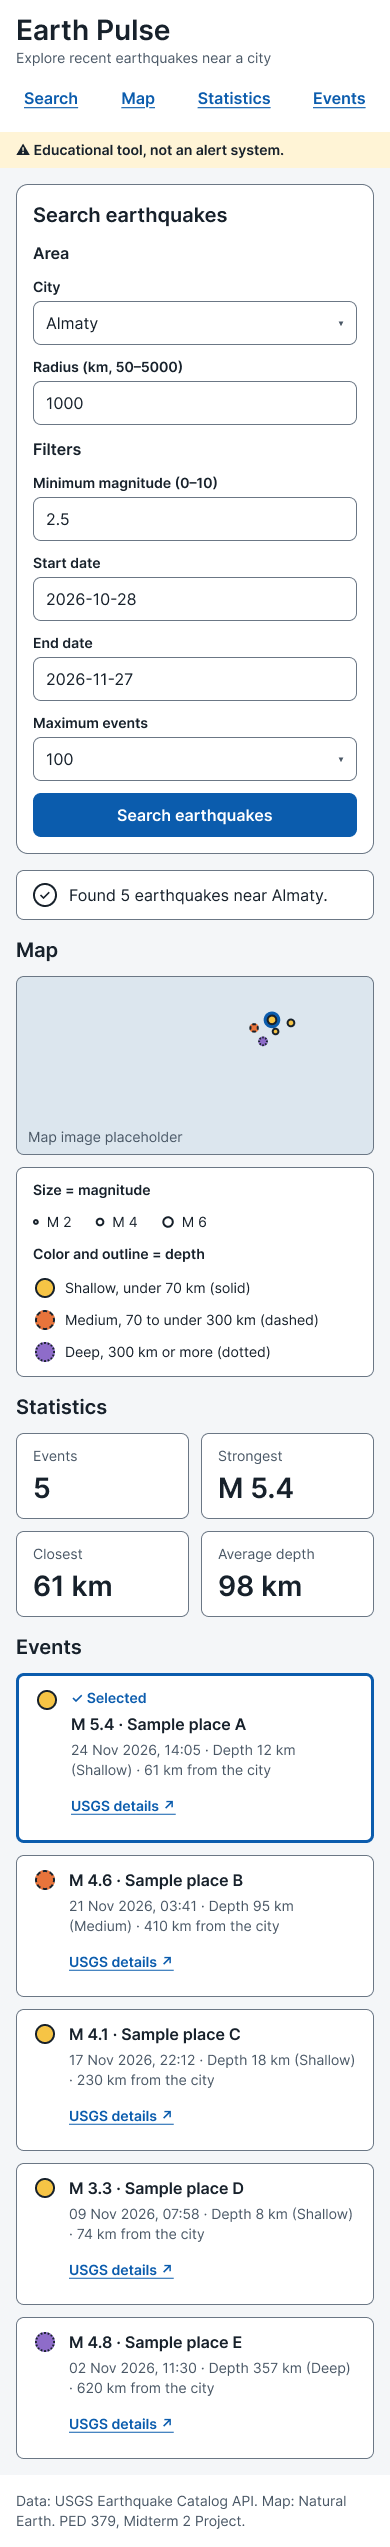 Earth Pulse
Explore recent earthquakes near a city
Search Map Statistics Events
⚠ Educational tool, not an alert system.
Search earthquakes
Area
City
Almaty
Radius (km, 50–5000)
1000
Filters
Minimum magnitude (0–10)
2.5
Start date
2026-10-28
End date
2026-11-27
Maximum events
100
Search earthquakes
Found 5 earthquakes near Almaty.
Map
Map image placeholder
Size = magnitude
M 2 M 4 M 6
Color and outline = depth
Shallow, under 70 km (solid)
Medium, 70 to under 300 km (dashed)
Deep, 300 km or more (dotted)
Statistics
Events Strongest
5 M 5.4
Closest Average depth
61 km 98 km
Events
✓ Selected
M 5.4 · Sample place A
24 Nov 2026, 14:05 · Depth 12 km
(Shallow) · 61 km from the city
USGS details ↗
M 4.6 · Sample place B
21 Nov 2026, 03:41 · Depth 95 km
(Medium) · 410 km from the city
USGS details ↗
M 4.1 · Sample place C
17 Nov 2026, 22:12 · Depth 18 km (Shallow)
· 230 km from the city
USGS details ↗
M 3.3 · Sample place D
09 Nov 2026, 07:58 · Depth 8 km (Shallow)
· 74 km from the city
USGS details ↗
M 4.8 · Sample place E
02 Nov 2026, 11:30 · Depth 357 km (Deep)
· 620 km from the city
USGS details ↗
Data: USGS Earthquake Catalog API. Map: Natural
Earth. PED 379, Midterm 2 Project.